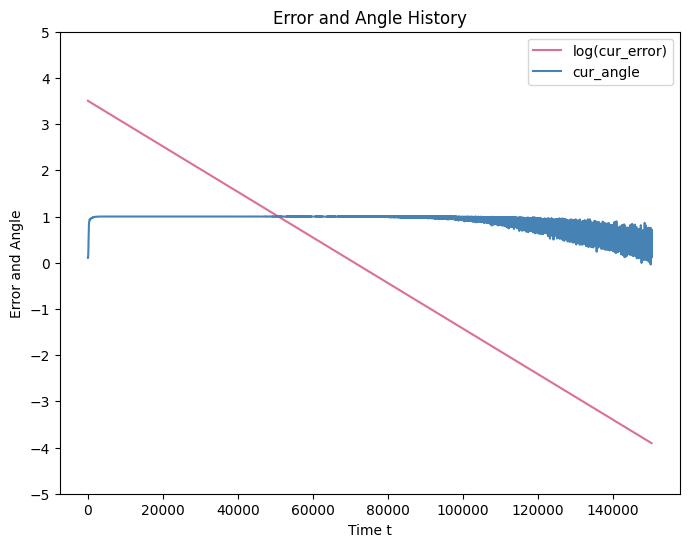 Error and Angle History
log(cur_error)
cur_angle
Error and Angle
5
4
3
2
1
0
−1
−2
−3
−4
−5
0 20000 40000 60000 80000 100000 120000 140000
Time t